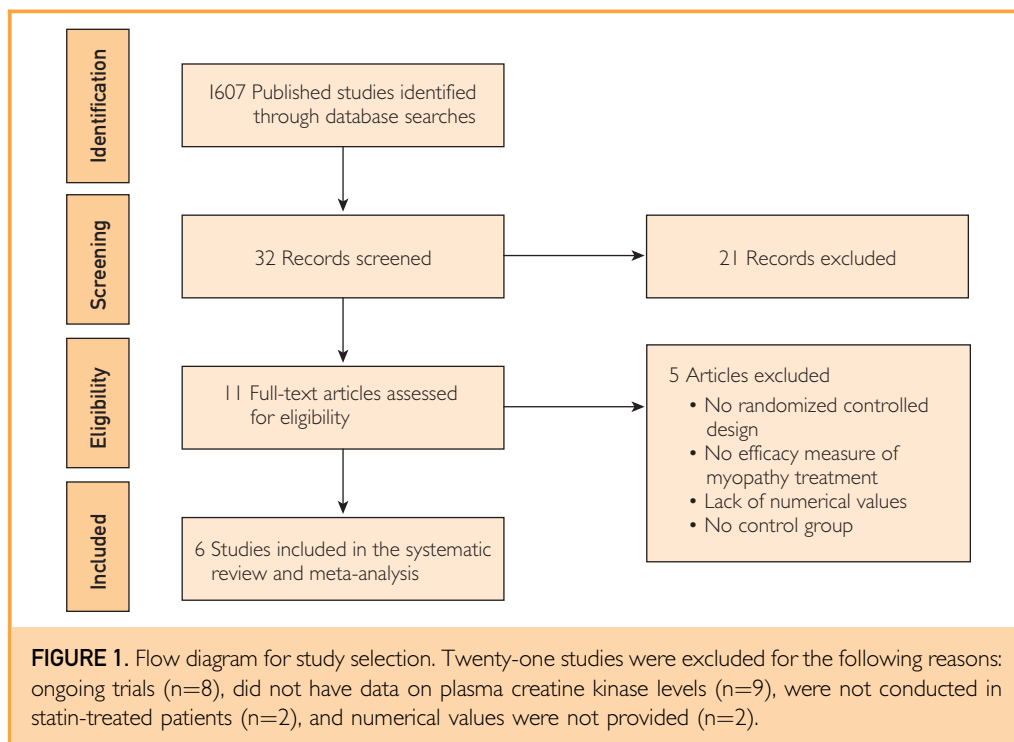 Identification
1607 Published studies identified
through database searches
Screening
32 Records screened
21 Records excluded
Eligibility
11 Full-text articles assessed
for eligibility
5 Articles excluded
• No randomized controlled
design
• No efficacy measure of
myopathy treatment
• Lack of numerical values
• No control group
Included
6 Studies included in the systematic
review and meta-analysis
FIGURE 1. Flow diagram for study selection. Twenty-one studies were excluded for the following reasons:
ongoing trials (n=8), did not have data on plasma creatine kinase levels (n=9), were not conducted in
statin-treated patients (n=2), and numerical values were not provided (n=2).